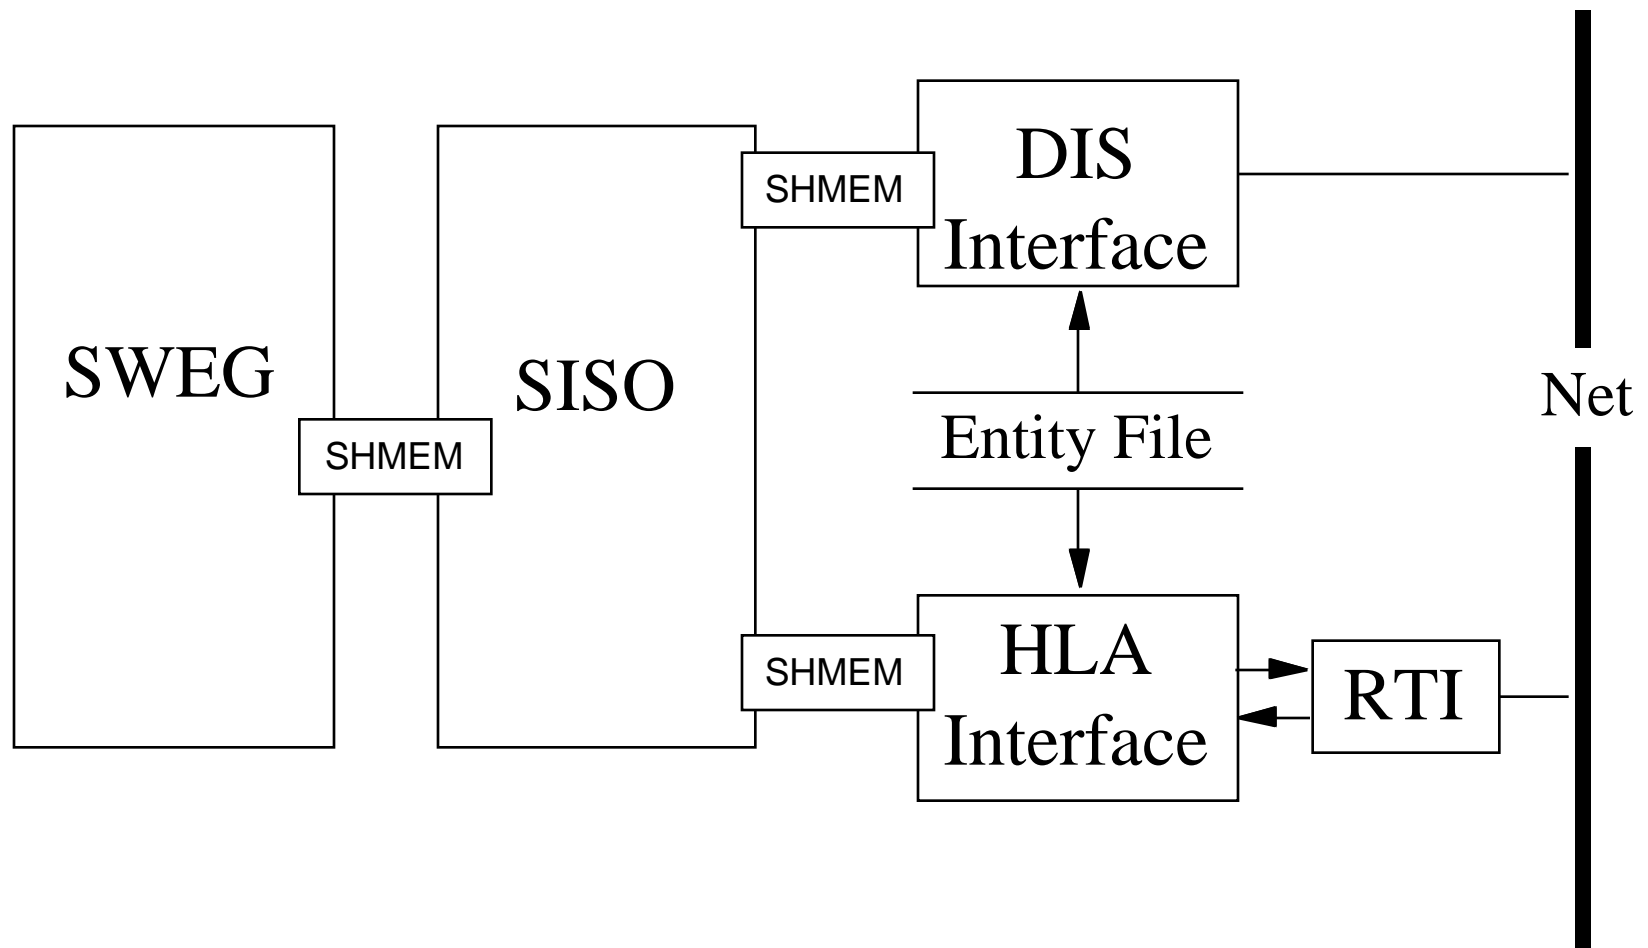 SWEG
SHMEM
SISO
SHMEM
DIS
Interface
Entity File
SHMEM
HLA
Interface
RTI
Net